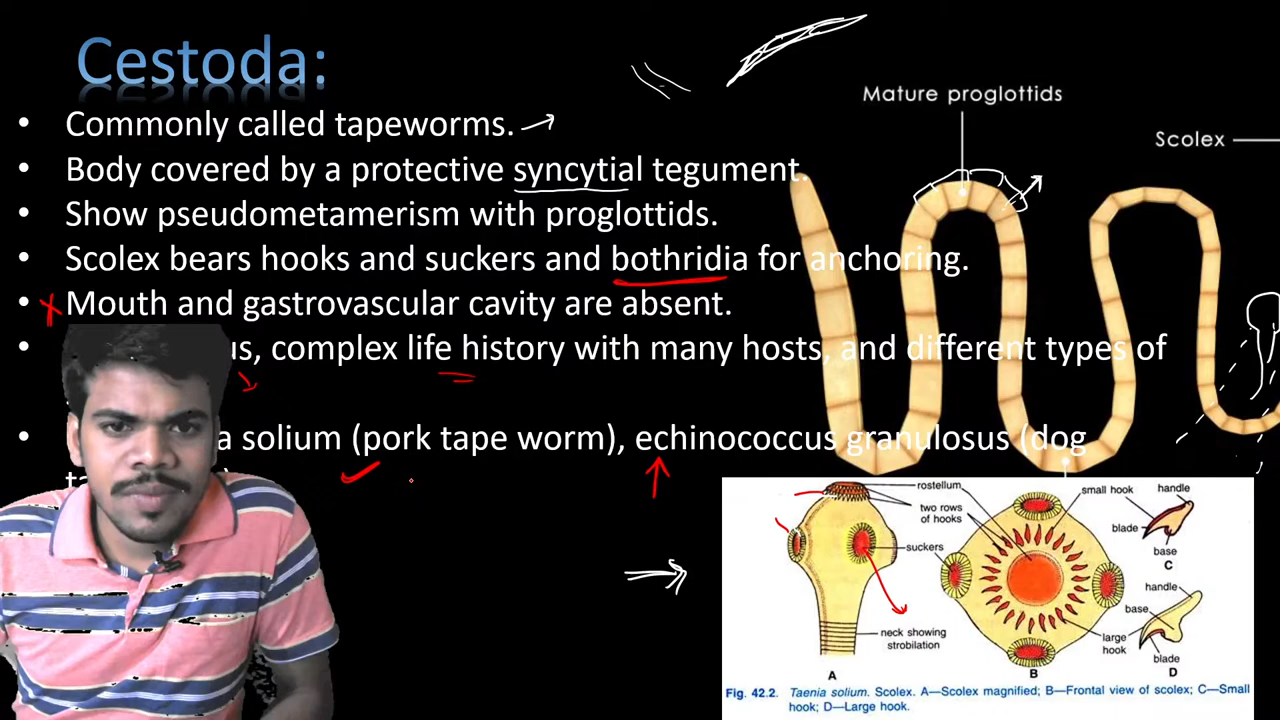 Cestoda:
• Commonly called tapeworms.
• Body covered by a protective syncytial tegument.
• Show pseudometamerism with proglottids.
• Scolex bears hooks and suckers and bothridia for anchoring.
• Mouth and gastrovascular cavity are absent.
• us, complex life history with many hosts, and different types of
• a solium (pork tape worm), echinococcus granulosus (dog
Mature proglottids
Scolex
rostellum
two rows
of hooks
suckers
neck showing
strobilation
A
small hook
handle
blade
base
C
handle
base
large
hook
blade
B
D
Fig. 42.2. Taenia solium. Scolex. A—Scolex magnified; B—Frontal view of scolex; C—Small
hook; D—Large hook.